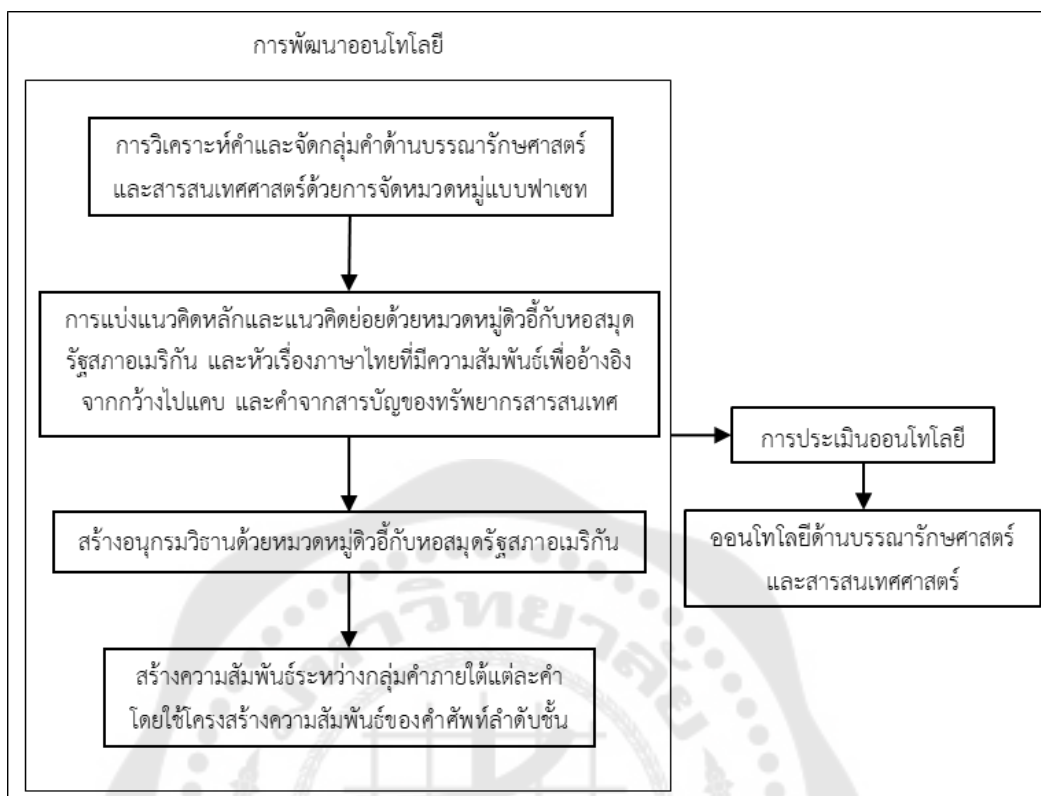 การพัฒนาออนโทโลยี
การวิเคราะห์คำและจัดกลุ่มคำด้านบรรณารักษศาสตร์
และสารสนเทศศาสตร์ด้วยการจัดหมวดหมู่แบบฟาเซท
การแบ่งแนวคิดหลักและแนวคิดย่อยด้วยหมวดหมู่ดิวอี้กับหอสมุด
รัฐสภาอเมริกัน และหัวเรื่องภาษาไทยที่มีความสัมพันธ์เพื่ออ้างอิง
จากกว้างไปแคบ และคำจากสารบัญของทรัพยากรสารสนเทศ
สร้างอนุกรมวิธานด้วยหมวดหมู่ดิวอี้กับหอสมุดรัฐสภาอเมริกัน
สร้างความสัมพันธ์ระหว่างกลุ่มคำภายใต้แต่ละคำ
โดยใช้โครงสร้างความสัมพันธ์ของคำศัพท์ลำดับชั้น
การประเมินออนโทโลยี
ออนโทโลยีด้านบรรณารักษศาสตร์
และสารสนเทศศาสตร์
มหาวิทยาลัย